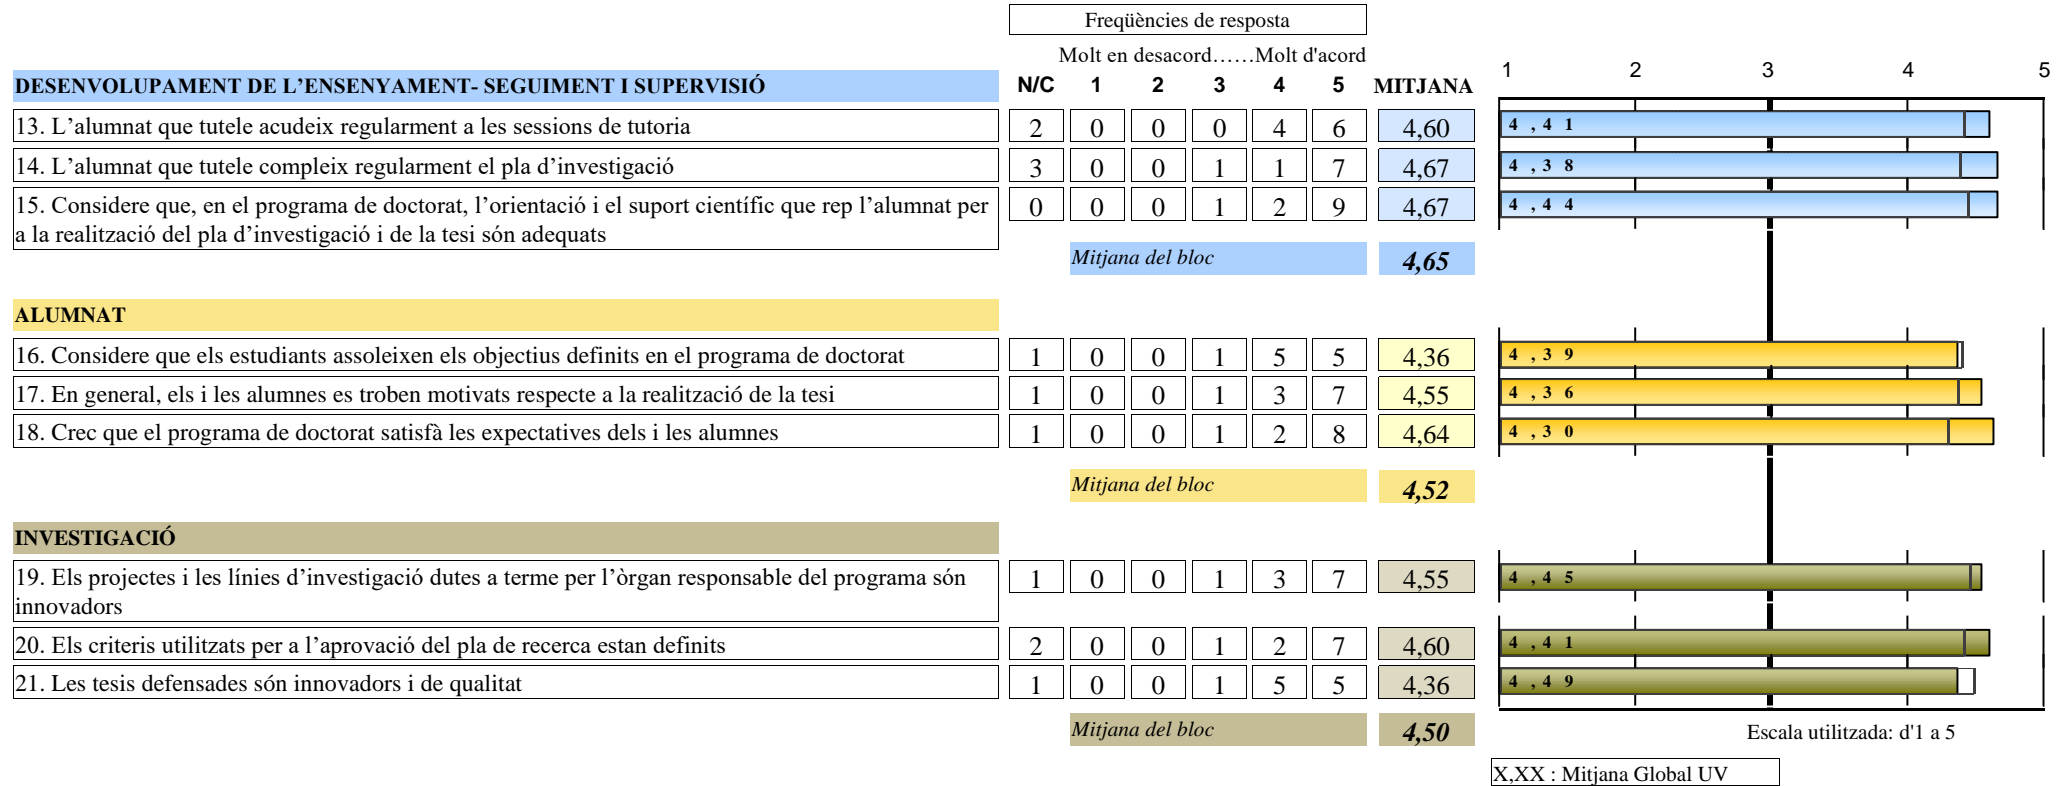 Freqüències de resposta
Molt en desacord……Molt d'acord
DESENVOLUPAMENT DE L’ENSENYAMENT- SEGUIMENT I SUPERVISIÓ N/C 1 2 3 4 5 MITJANA 1 2 3 4 5
13. L’alumnat que tutele acudeix regularment a les sessions de tutoria 2 0 0 0 4 6 4,60 4,41
14. L’alumnat que tutele compleix regularment el pla d’investigació 3 0 0 1 1 7 4,67 4,38
15. Considere que, en el programa de doctorat, l’orientació i el suport científic que rep l’alumnat per 0 0 0 1 2 9 4,67 4,44
a la realització del pla d’investigació i de la tesi són adequats
Mitjana del bloc 4,65
ALUMNAT
16. Considere que els estudiants assoleixen els objectius definits en el programa de doctorat 1 0 0 1 5 5 4,36 4,39
17. En general, els i les alumnes es troben motivats respecte a la realització de la tesi 1 0 0 1 3 7 4,55 4,36
18. Crec que el programa de doctorat satisfà les expectatives dels i les alumnes 1 0 0 1 2 8 4,64 4,30
Mitjana del bloc 4,52
INVESTIGACIÓ
19. Els projectes i les línies d’investigació dutes a terme per l’òrgan responsable del programa són 1 0 0 1 3 7 4,55 4,45
innovadors
20. Els criteris utilitzats per a l’aprovació del pla de recerca estan definits 2 0 0 1 2 7 4,60 4,41
21. Les tesis defensades són innovadors i de qualitat 1 0 0 1 5 5 4,36 4,49
Mitjana del bloc 4,50
Escala utilitzada: d'1 a 5
X,XX : Mitjana Global UV